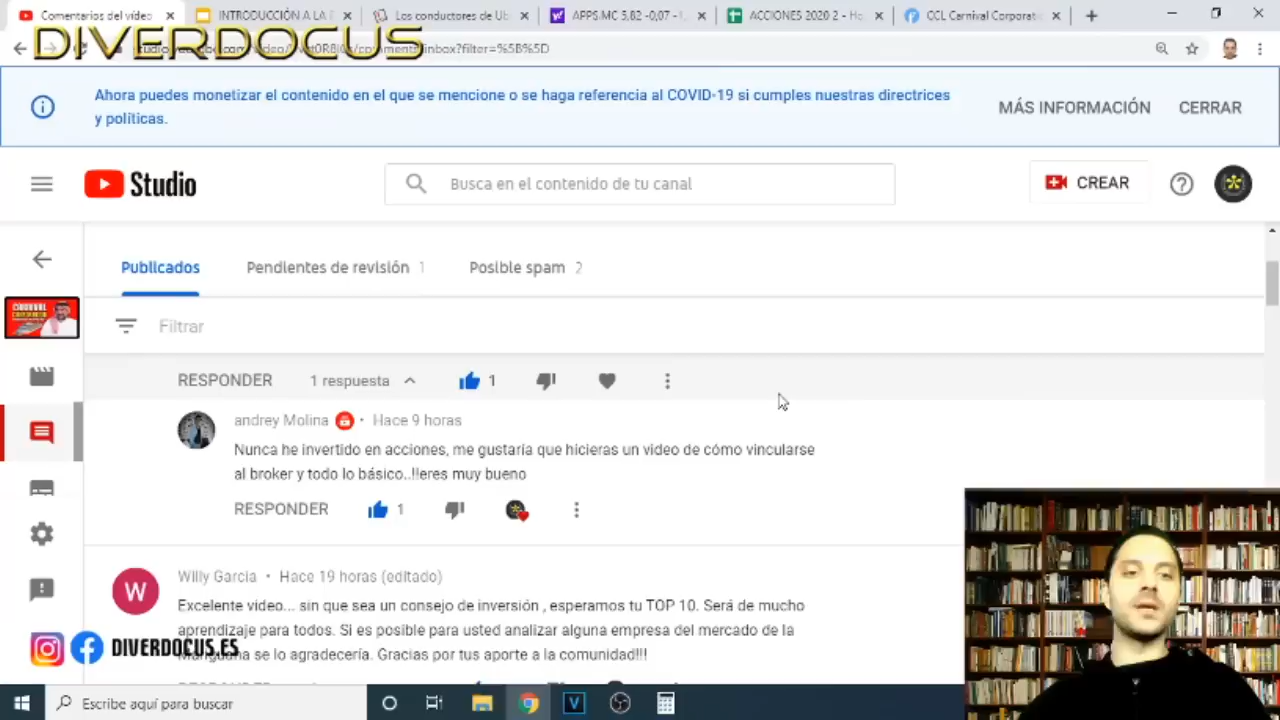 Comentarios del vídeo
INTRODUCCIÓN A LA
Los conductores de Ub
APPS.MC 5,82 -0,07
ACCIONES 2020 2 - Ho
CCL Carnival Corporat
DIVERDOCUS
Ahora puedes monetizar el contenido en el que se mencione o se haga referencia al COVID-19 si cumples nuestras directrices
y políticas.
MÁS INFORMACIÓN
CERRAR
Studio
Busca en el contenido de tu canal
CREAR
Publicados
Pendientes de revisión 1
Posible spam 2
Filtrar
RESPONDER
1 respuesta
1
andrey Molina • Hace 9 horas
Nunca he invertido en acciones, me gustaría que hicieras un video de cómo vincularse
al broker y todo lo básico..!!eres muy bueno
RESPONDER
1
W
Willy Garcia • Hace 19 horas (editado)
Excelente video... sin que sea un consejo de inversión , esperamos tu TOP 10. Será de mucho
aprendizaje para todos. Si es posible para usted analizar alguna empresa del mercado de la
se lo agradecería. Gracias por tus aporte a la comunidad!!!
DIVERDOCUS.ES
Escribe aquí para buscar